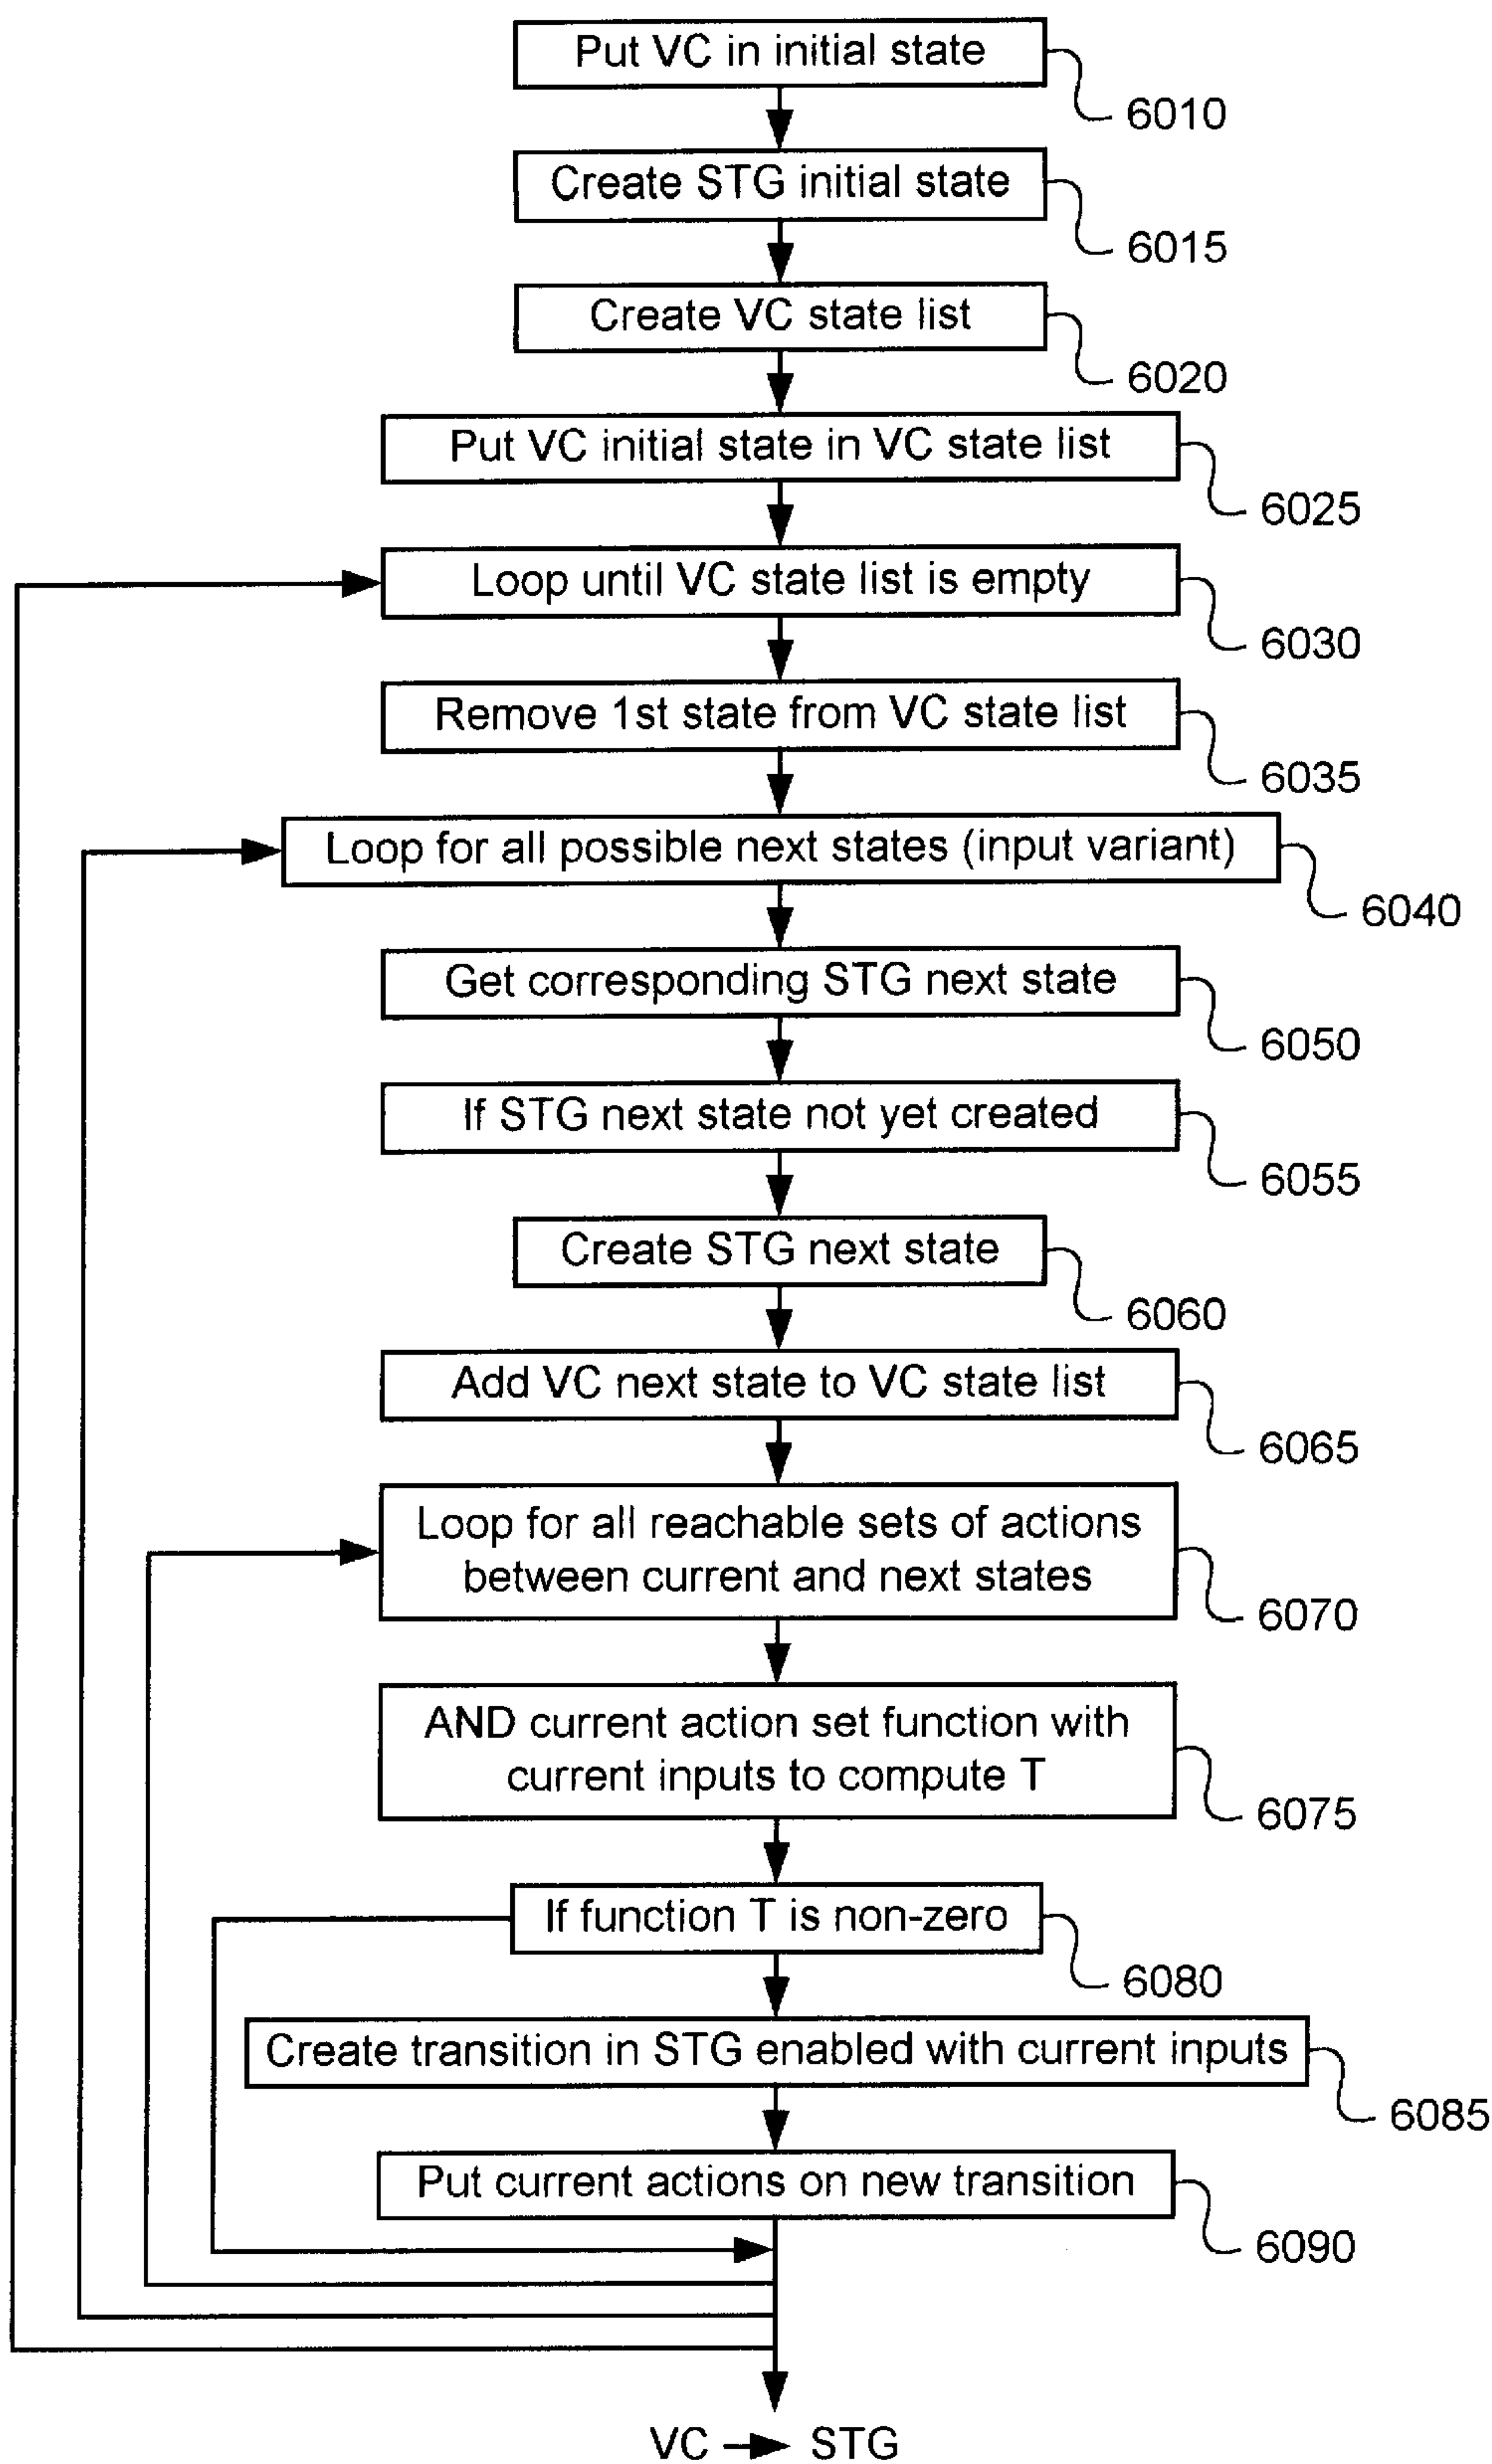 Put VC in initial state
6010
Create STG initial state
6015
Create VC state list
6020
Put VC initial state in VC state list
6025
Loop until VC state list is empty
6030
Remove 1st state from VC state list
6035
Loop for all possible next states (input variant)
6040
Get corresponding STG next state
6050
If STG next state not yet created
6055
Create STG next state
6060
Add VC next state to VC state list
6065
Loop for all reachable sets of actions
between current and next states
6070
AND current action set function with
current inputs to compute T
6075
If function T is non-zero
6080
Create transition in STG enabled with current inputs
6085
Put current actions on new transition
6090
VC → STG